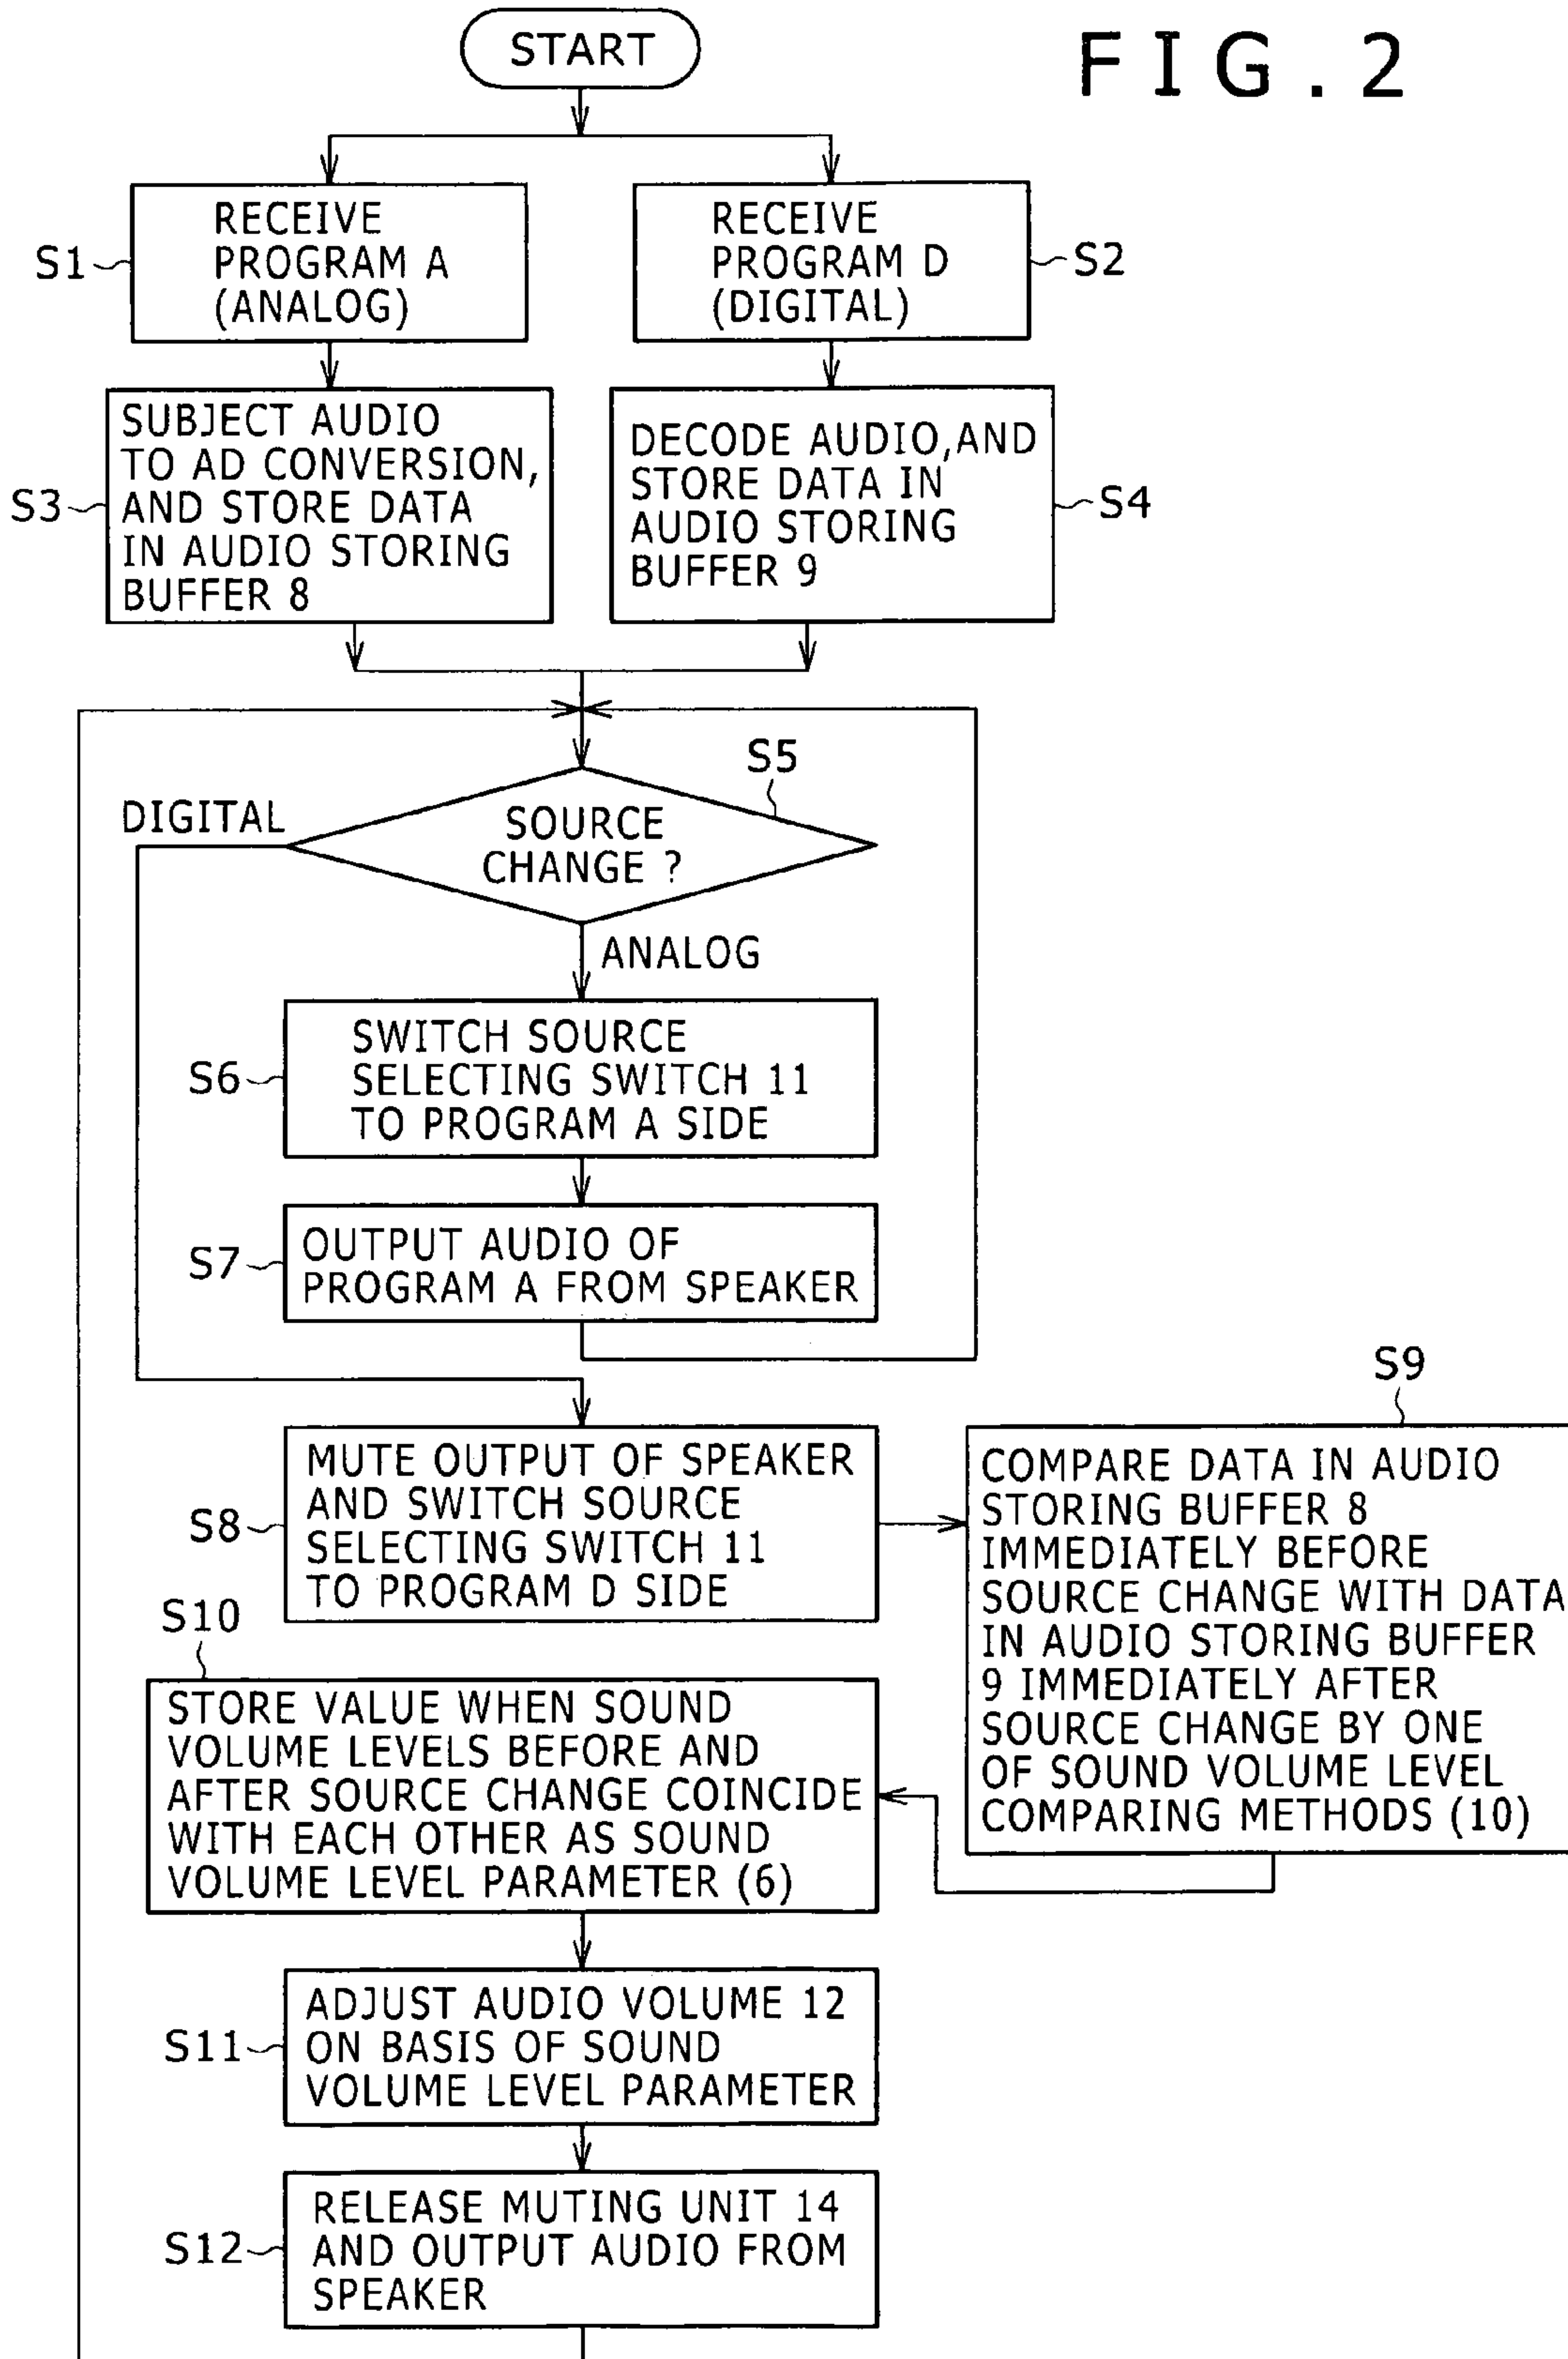 FIG.2
START
RECEIVE
PROGRAM A
(ANALOG)
S1
RECEIVE
PROGRAM D
(DIGITAL)
S2
SUBJECT AUDIO
TO AD CONVERSION,
AND STORE DATA
IN AUDIO STORING
BUFFER 8
S3
DECODE AUDIO,AND
STORE DATA IN
AUDIO STORING
BUFFER 9
S4
S5
DIGITAL
SOURCE
CHANGE ?
ANALOG
S6
SWITCH SOURCE
SELECTING SWITCH 11
TO PROGRAM A SIDE
S7
OUTPUT AUDIO OF
PROGRAM A FROM SPEAKER
S8
MUTE OUTPUT OF SPEAKER
AND SWITCH SOURCE
SELECTING SWITCH 11
TO PROGRAM D SIDE
S9
COMPARE DATA IN AUDIO
STORING BUFFER 8
IMMEDIATELY BEFORE
SOURCE CHANGE WITH DATA
IN AUDIO STORING BUFFER
9 IMMEDIATELY AFTER
SOURCE CHANGE BY ONE
OF SOUND VOLUME LEVEL
COMPARING METHODS (10)
S10
STORE VALUE WHEN SOUND
VOLUME LEVELS BEFORE AND
AFTER SOURCE CHANGE COINCIDE
WITH EACH OTHER AS SOUND
VOLUME LEVEL PARAMETER (6)
S11
ADJUST AUDIO VOLUME 12
ON BASIS OF SOUND
VOLUME LEVEL PARAMETER
S12
RELEASE MUTING UNIT 14
AND OUTPUT AUDIO FROM
SPEAKER